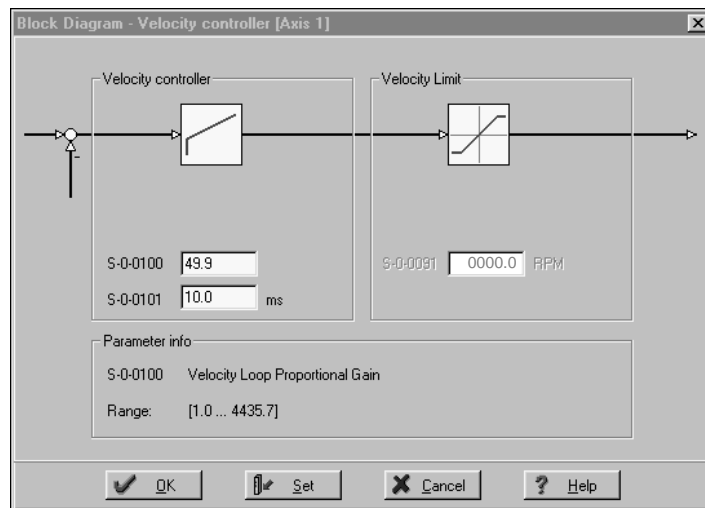 Block Diagram - Velocity controller [Axis 1]
Velocity controller
Velocity Limit
-
S-0-0100 49.9
S-0-0091 0000.0 RPM
S-0-0101 10.0 ms
Parameter info
S-0-0100 Velocity Loop Proportional Gain
Range: [1.0 ... 4435.7]
OK Set Cancel ? Help